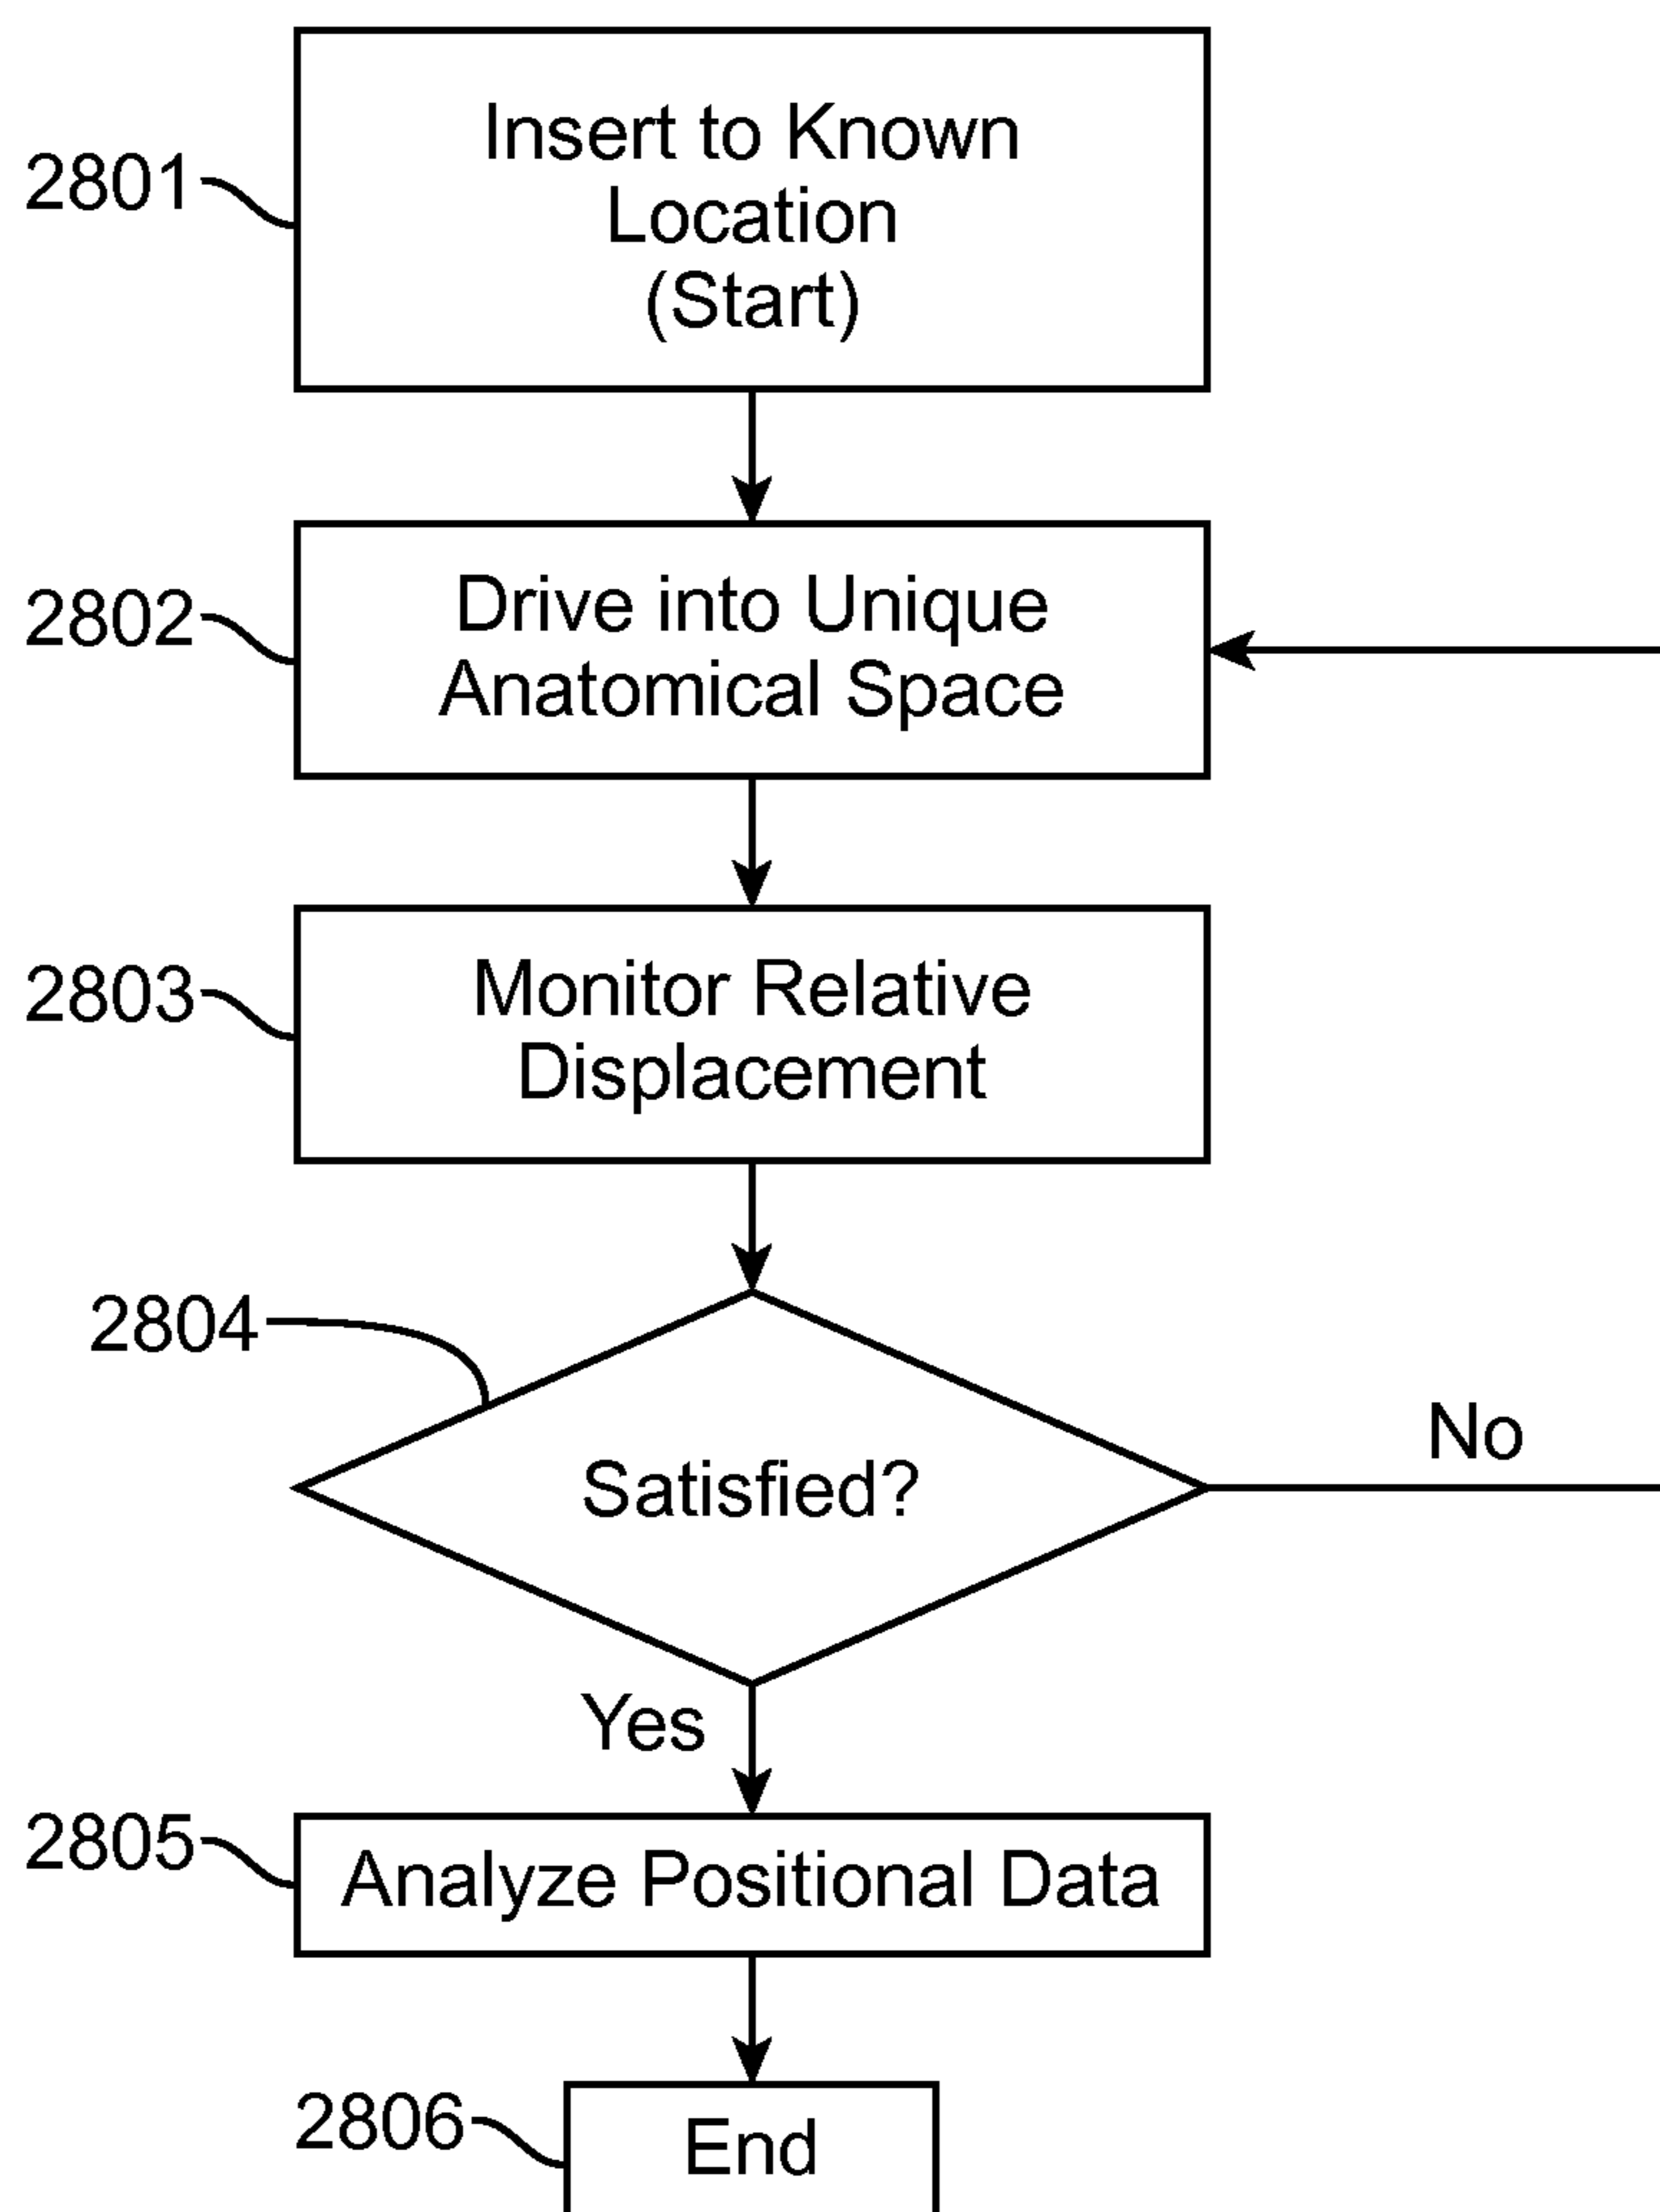 2801
Insert to Known
Location
(Start)
2802
Drive into Unique
Anatomical Space
2803
Monitor Relative
Displacement
2804
Satisfied?
No
Yes
2805
Analyze Positional Data
2806
End